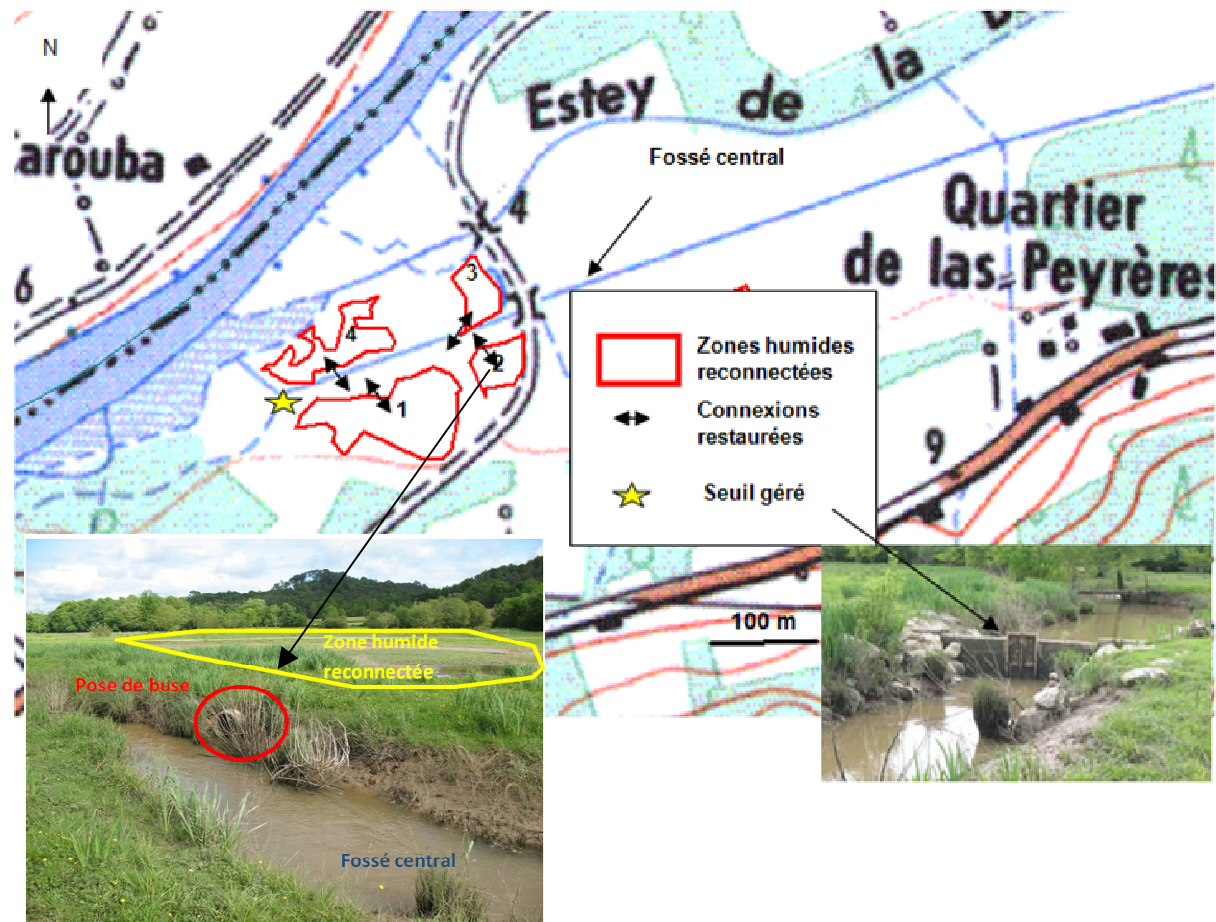 N
Estey de la
arouba
Fossé central
4
Quartier
de las Peyrères
6
3
4
2
1
Zones humides
reconnectées
Connexions
restaurées
Seuil géré
9
100 m
Zone humide
reconnectée
Pose de buse
Fossé central